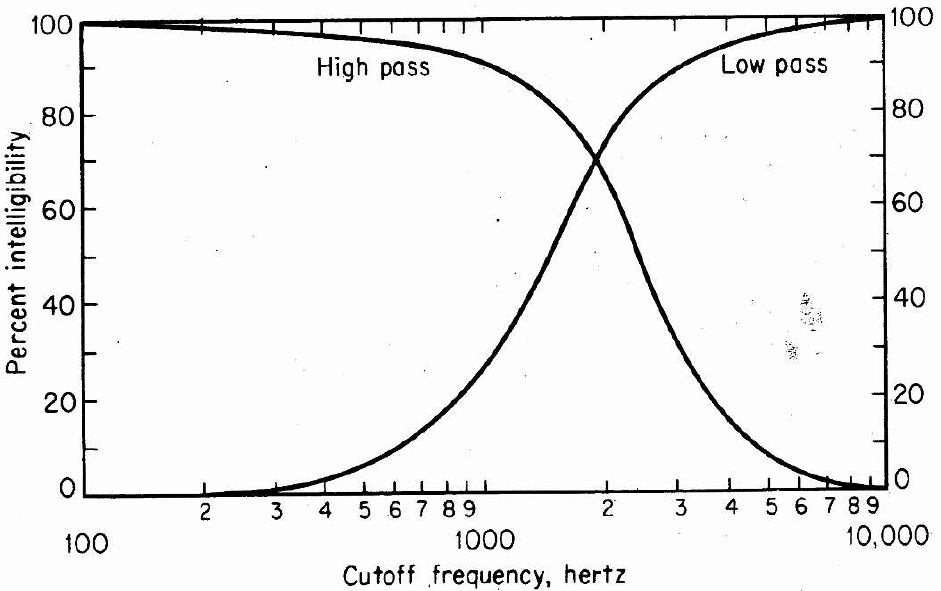 100
80
60
40
20
0
Percent intelligibility
High pass
Low pass
100
80
60
40
20
0
2 3 4 5 6 7 8 9 2 3 4 5 6 7 8 9
100 1000 10,000
Cutoff frequency, hertz